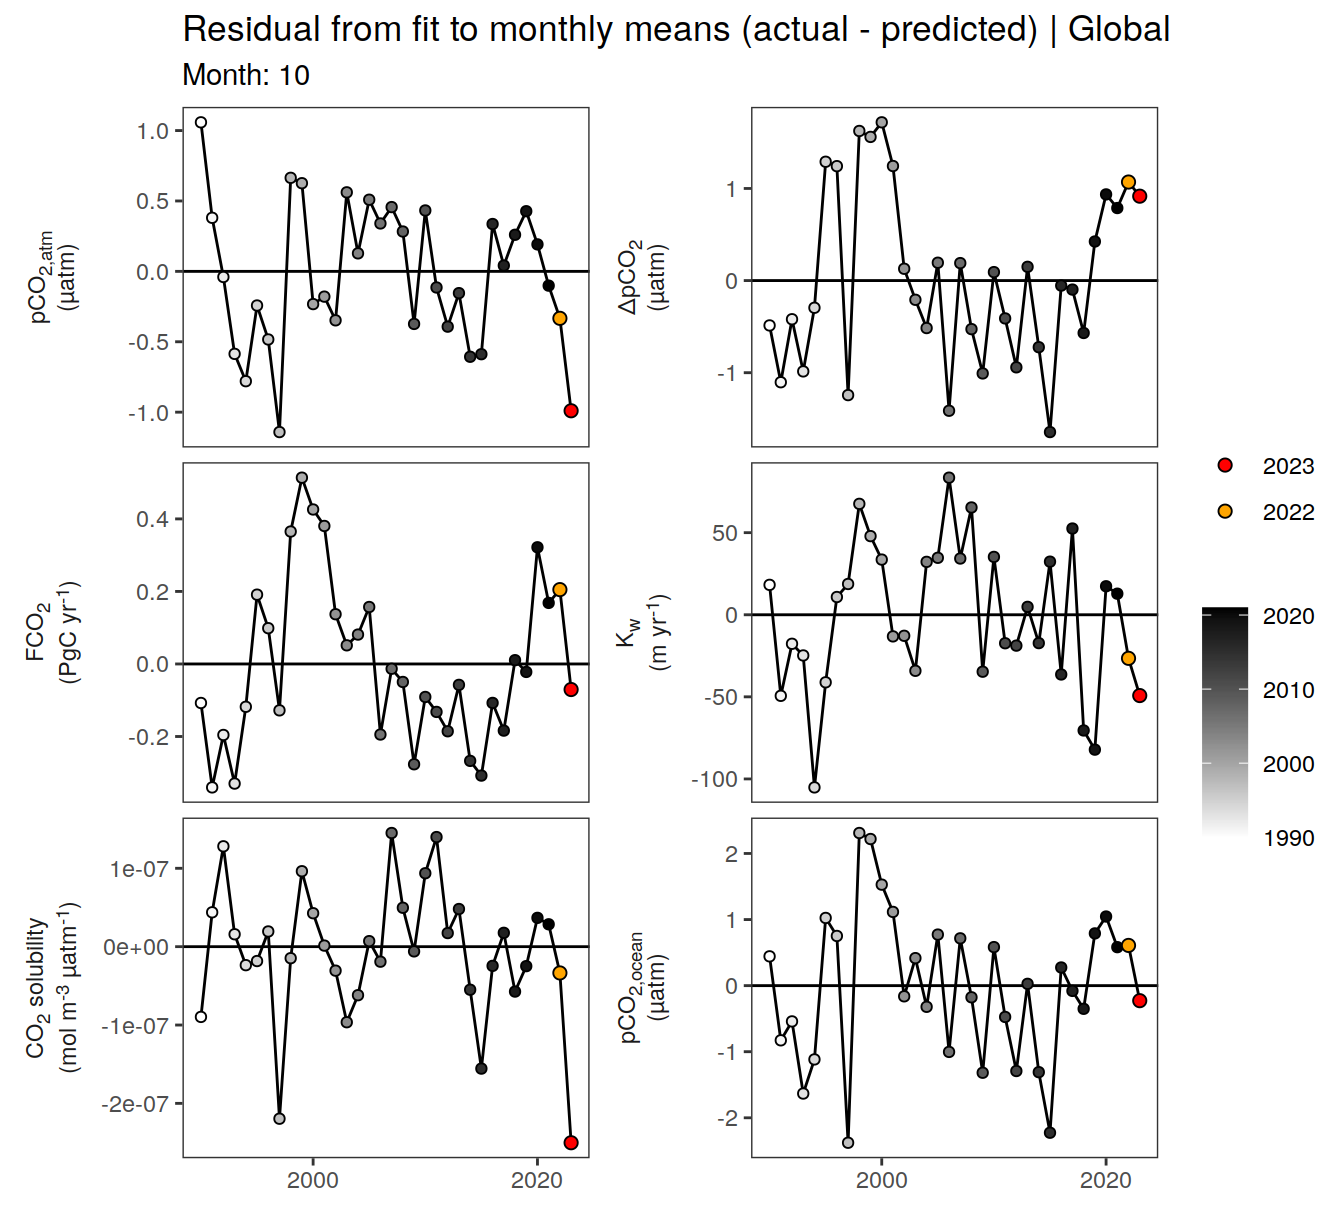 Residual from fit to monthly means (actual - predicted) | Global
Month: 10
pCO2,atm
(µatm)
1.0
0.5
0.0
-0.5
-1.0
ΔpCO2
(µatm)
1
0
-1
FCO2
(PgC yr-1)
0.4
0.2
0.0
-0.2
Kw
(m yr-1)
50
0
-50
-100
CO2 solubility
(mol m-3 µatm-1)
1e-07
0e+00
-1e-07
-2e-07
2000 2020
pCO2,ocean
(µatm)
2
1
0
-1
-2
2000 2020
2023
2022
2020
2010
2000
1990